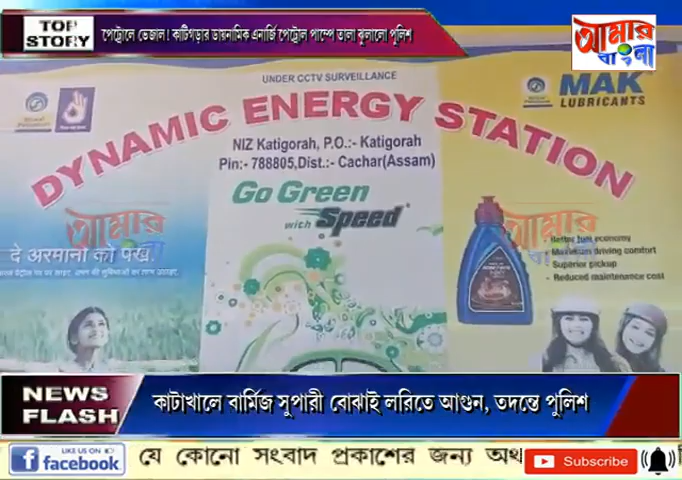 TOP STORY
পেট্রোলে ভেজাল! কাটিগড়ার ডায়নামিক এনার্জি পেট্রোল পাম্পে তালা ঝুলালো পুলিশ
আমার বাংলা
UNDER CCTV SURVEILLANCE
MAK
LUBRICANTS
DYNAMIC ENERGY STATION
NIZ Katigorah, P.O.:- Katigorah
Pin:- 788805,Dist.:- Cachar(Assam)
Go Green
with Speed
আমার বাংলা
আমার বাংলা
दे अरमानों को पंख.
Better fuel economy
Maximum driving comfort
Superior pickup
Reduced maintenance cost
NEWS FLASH
কাটাখালে বার্মিজ সুপারী বোঝাই লরিতে আগুন, তদন্তে পুলিশ
LIKE US ON
facebook
যে কোনো সংবাদ প্রকাশের জন্য
Subscribe